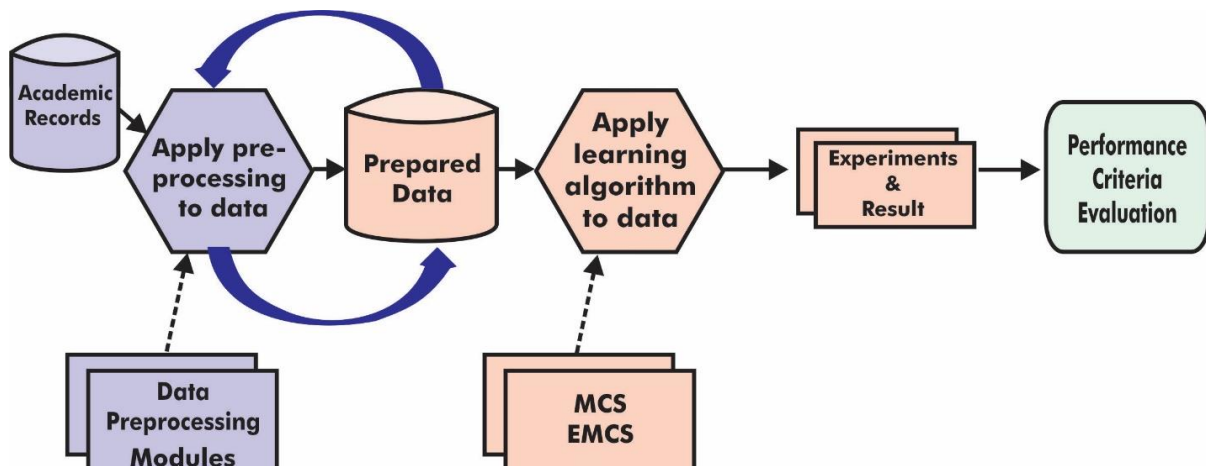 Academic
Records
Apply pre-
processing
to data
Prepared
Data
Apply
learning
algorithm
to data
Experiments
&
Result
Performance
Criteria
Evaluation
Data
Preprocessing
Modules
MCS
EMCS